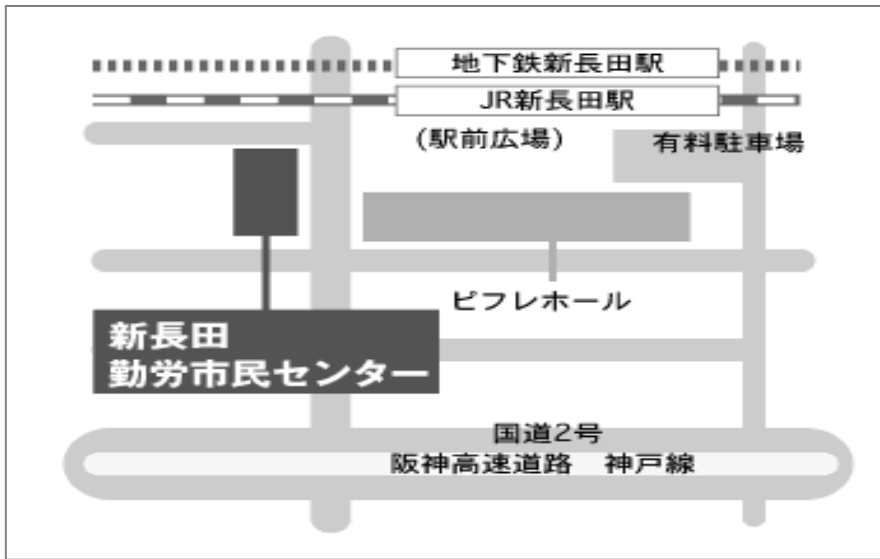 地下鉄新長田駅
JR新長田駅
(駅前広場)
有料駐車場
ピフレホール
新長田
勤労市民センター
国道2号
阪神高速道路　神戸線